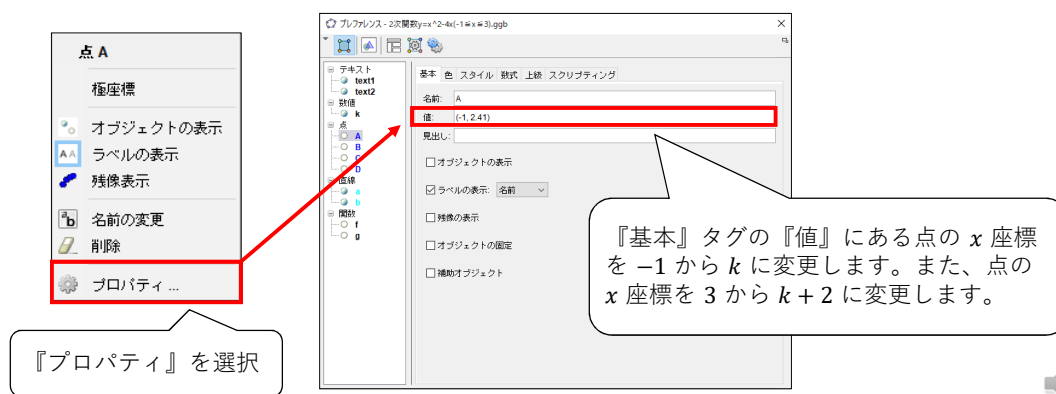 点 A
極座標
オブジェクトの表示
ラベルの表示
残像表示
名前の変更
削除
プロパティ ...
『プロパティ』を選択
プレファレンス - 2次関数y=x^2-4x(-1≦x≦3).ggb
テキスト
text1
text2
数値
k
点
A
B
C
D
直線
a
b
関数
f
g
基本 色 スタイル 数式 上級 スクリプティング
名前: A
値: (-1, 2.41)
見出し:
オブジェクトの表示
ラベルの表示: 名前
残像の表示
オブジェクトの固定
補助オブジェクト
『基本』タグの『値』にある点の x 座標
を −1 から k に変更します。また、点の
x 座標を 3 から k + 2 に変更します。